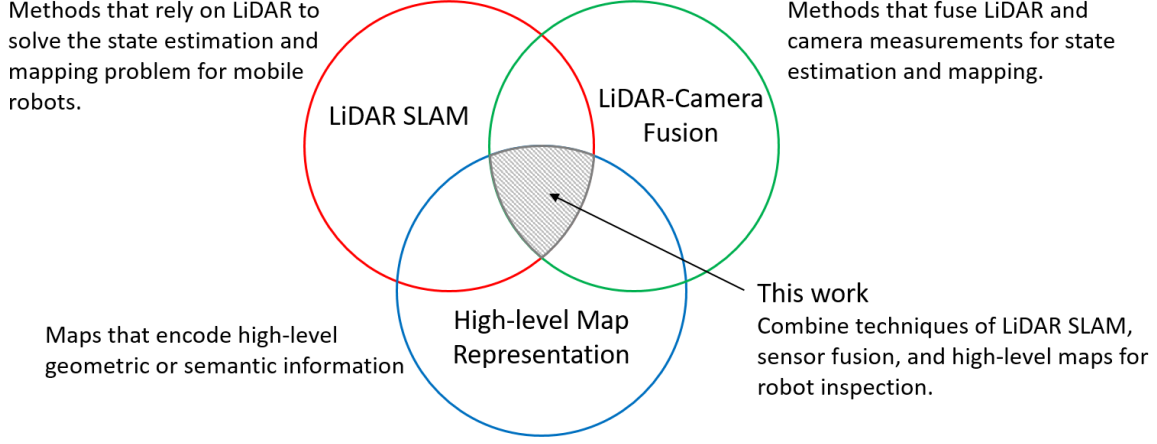 Methods that rely on LiDAR to
solve the state estimation and
mapping problem for mobile
robots.
Methods that fuse LiDAR and
camera measurements for state
estimation and mapping.
LiDAR SLAM
LiDAR-Camera
Fusion
High-level Map
Representation
Maps that encode high-level
geometric or semantic information
This work
Combine techniques of LiDAR SLAM,
sensor fusion, and high-level maps for
robot inspection.